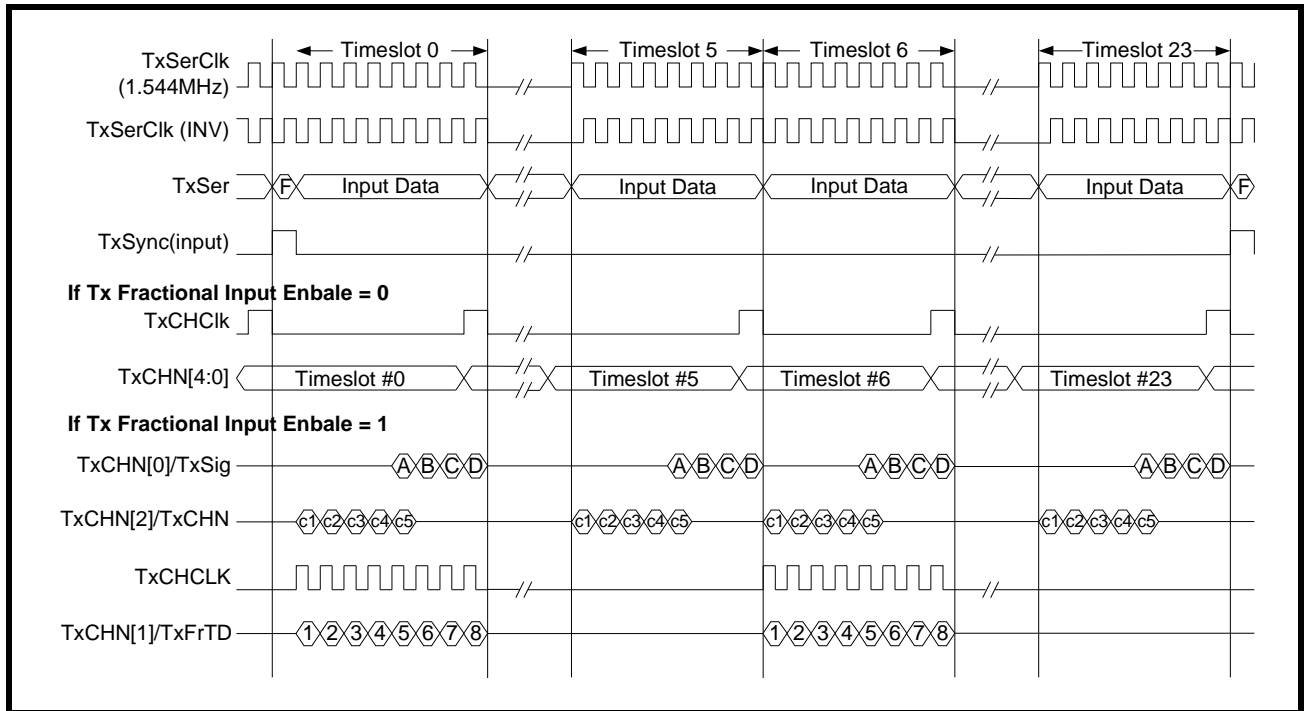 Timeslot 0 Timeslot 5 Timeslot 6 Timeslot 23
TxSerClk
(1.544MHz)
TxSerClk (INV)
TxSer F Input Data Input Data Input Data Input Data F
TxSync(input)
If Tx Fractional Input Enbale = 0
TxCHClk
TxCHN[4:0] Timeslot #0 Timeslot #5 Timeslot #6 Timeslot #23
If Tx Fractional Input Enbale = 1
TxCHN[0]/TxSig A B C D A B C D A B C D A B C D
TxCHN[2]/TxCHN c1 c2 c3 c4 c5 c1 c2 c3 c4 c5 c1 c2 c3 c4 c5 c1 c2 c3 c4 c5
TxCHCLK
TxCHN[1]/TxFrTD 1 2 3 4 5 6 7 8 1 2 3 4 5 6 7 8